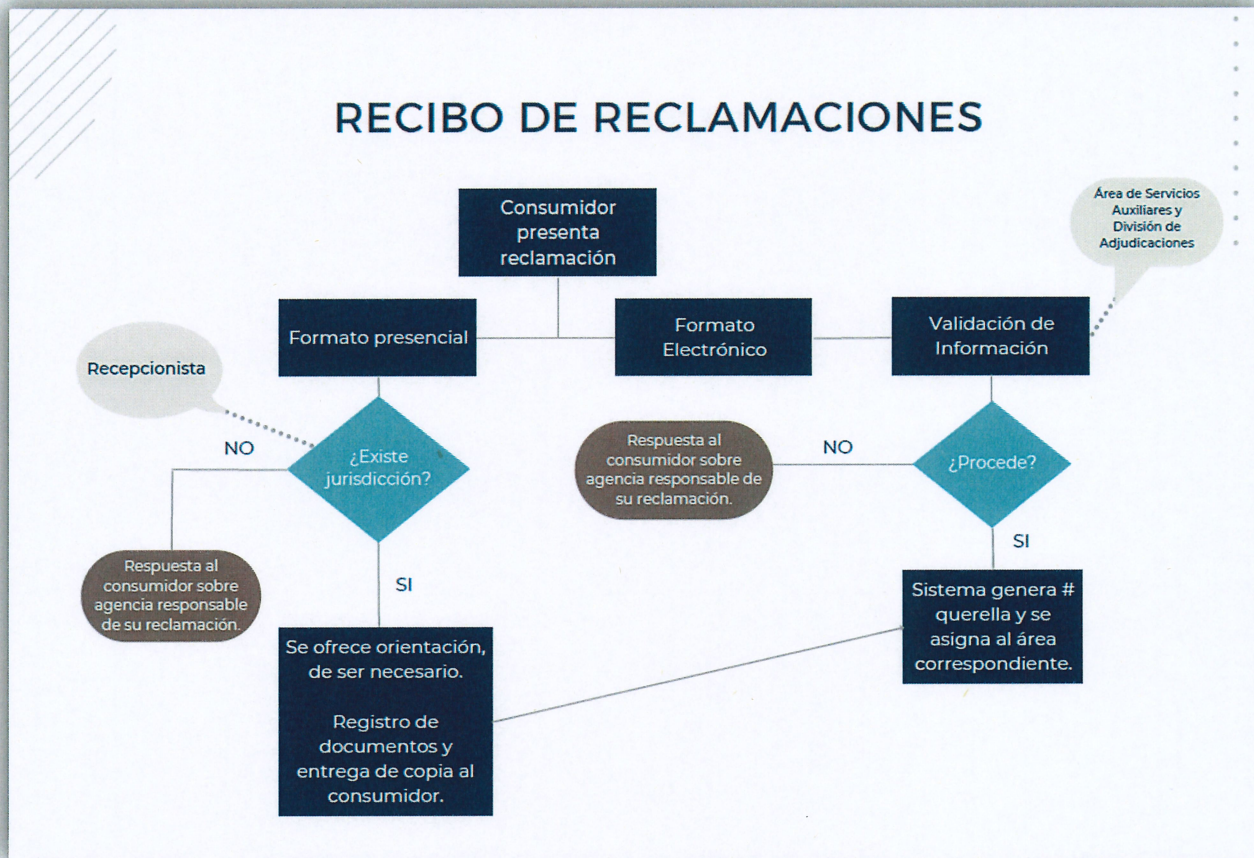 RECIBO DE RECLAMACIONES
Consumidor
presenta
reclamación
Área de Servicios
Auxiliares y
División de
Adjudicaciones
Formato presencial
Formato
Electrónico
Validación de
Información
Recepcionista
NO
¿Existe
jurisdicción?
Respuesta al
consumidor sobre
agencia responsable de
su reclamación.
NO
¿Procede?
SI
Respuesta al
consumidor sobre
agencia responsable
de su reclamación.
SI
Sistema genera #
querella y se
asigna al área
correspondiente.
Se ofrece orientación,
de ser necesario.
Registro de
documentos y
entrega de copia al
consumidor.